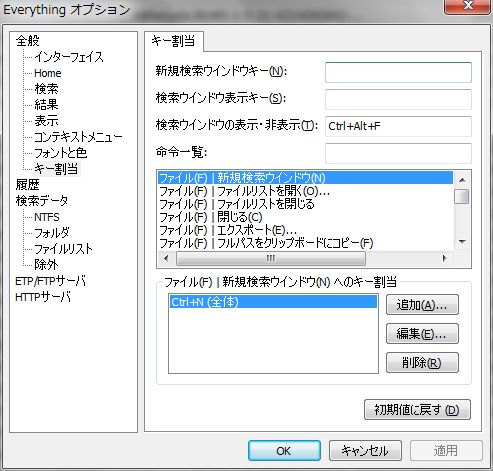 Everything オプション
全般
インターフェイス
Home
検索
結果
表示
コンテキストメニュー
フォントと色
キー割当
履歴
検索データ
NTFS
フォルダ
ファイルリスト
除外
ETP/FTPサーバ
HTTPサーバ
キー割当
新規検索ウインドウキー(N):
検索ウインドウ表示キー(S):
検索ウインドウの表示・非表示(T): Ctrl+Alt+F
命令一覧:
ファイル(F) | 新規検索ウインドウ(N)
ファイル(F) | ファイルリストを開く(O)...
ファイル(F) | ファイルリストを閉じる
ファイル(F) | 閉じる(C)
ファイル(F) | エクスポート(E)...
ファイル(F) | フルパスをクリップボードにコピー(F)
ファイル(F) | 新規検索ウインドウ(N) へのキー割当
Ctrl+N (全体)
追加(A)...
編集(E)...
削除(R)
初期値に戻す(D)
OK
キャンセル
適用